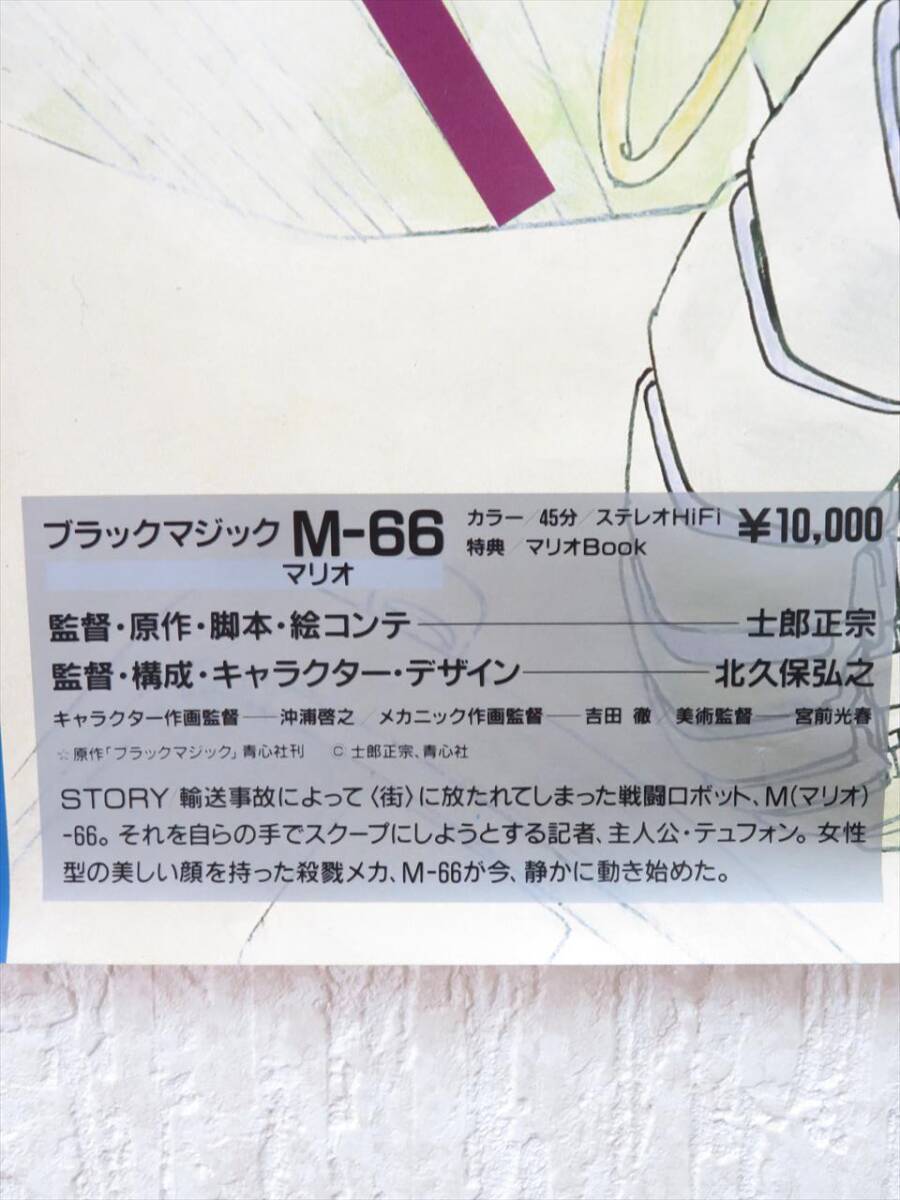 ブラックマジック M-66
マリオ
カラー/45分/ステレオHiFi
特典/マリオBook
¥10,000
監督・原作・脚本・絵コンテ――士郎正宗
監督・構成・キャラクター・デザイン――北久保弘之
キャラクター作画監督――沖浦啓之/メカニック作画監督――吉田 徹/美術監督――宮前光春
☆原作「ブラックマジック」青心社刊 © 士郎正宗、青心社
STORY/輸送事故によって〈街〉に放たれてしまった戦闘ロボット、M(マリオ)
-66。それを自らの手でスクープにしようとする記者、主人公・テュフォン。女性
型の美しい顔を持った殺戮メカ、M-66が今、静かに動き始めた。